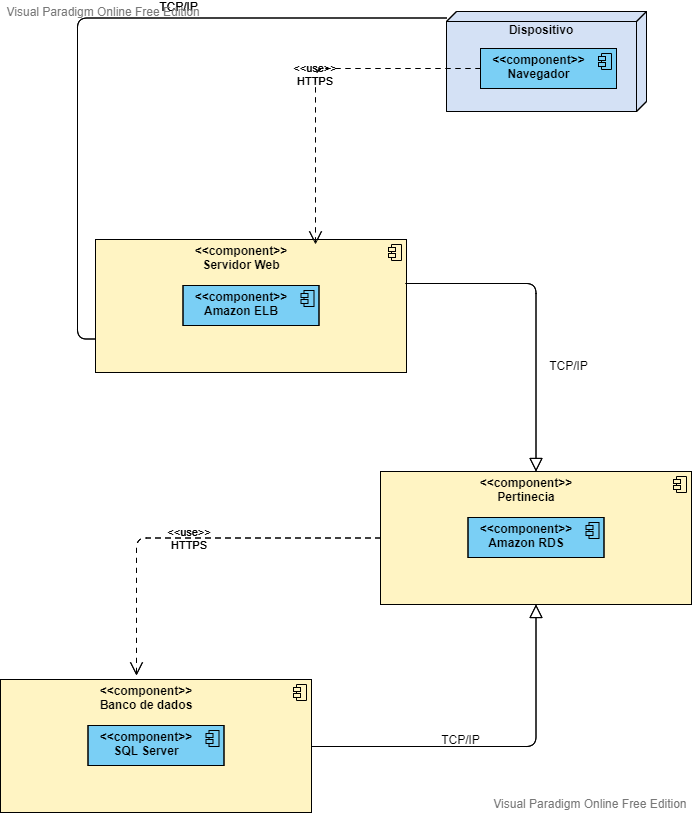 TCP/IP
Visual Paradigm Online Free Edition
Dispositivo
<<component>>
Navegador
<<use>>
HTTPS
<<component>>
Servidor Web
<<component>>
Amazon ELB
TCP/IP
<<component>>
Pertinecia
<<component>>
Amazon RDS
<<use>>
HTTPS
<<component>>
Banco de dados
<<component>>
SQL Server
TCP/IP
Visual Paradigm Online Free Edition